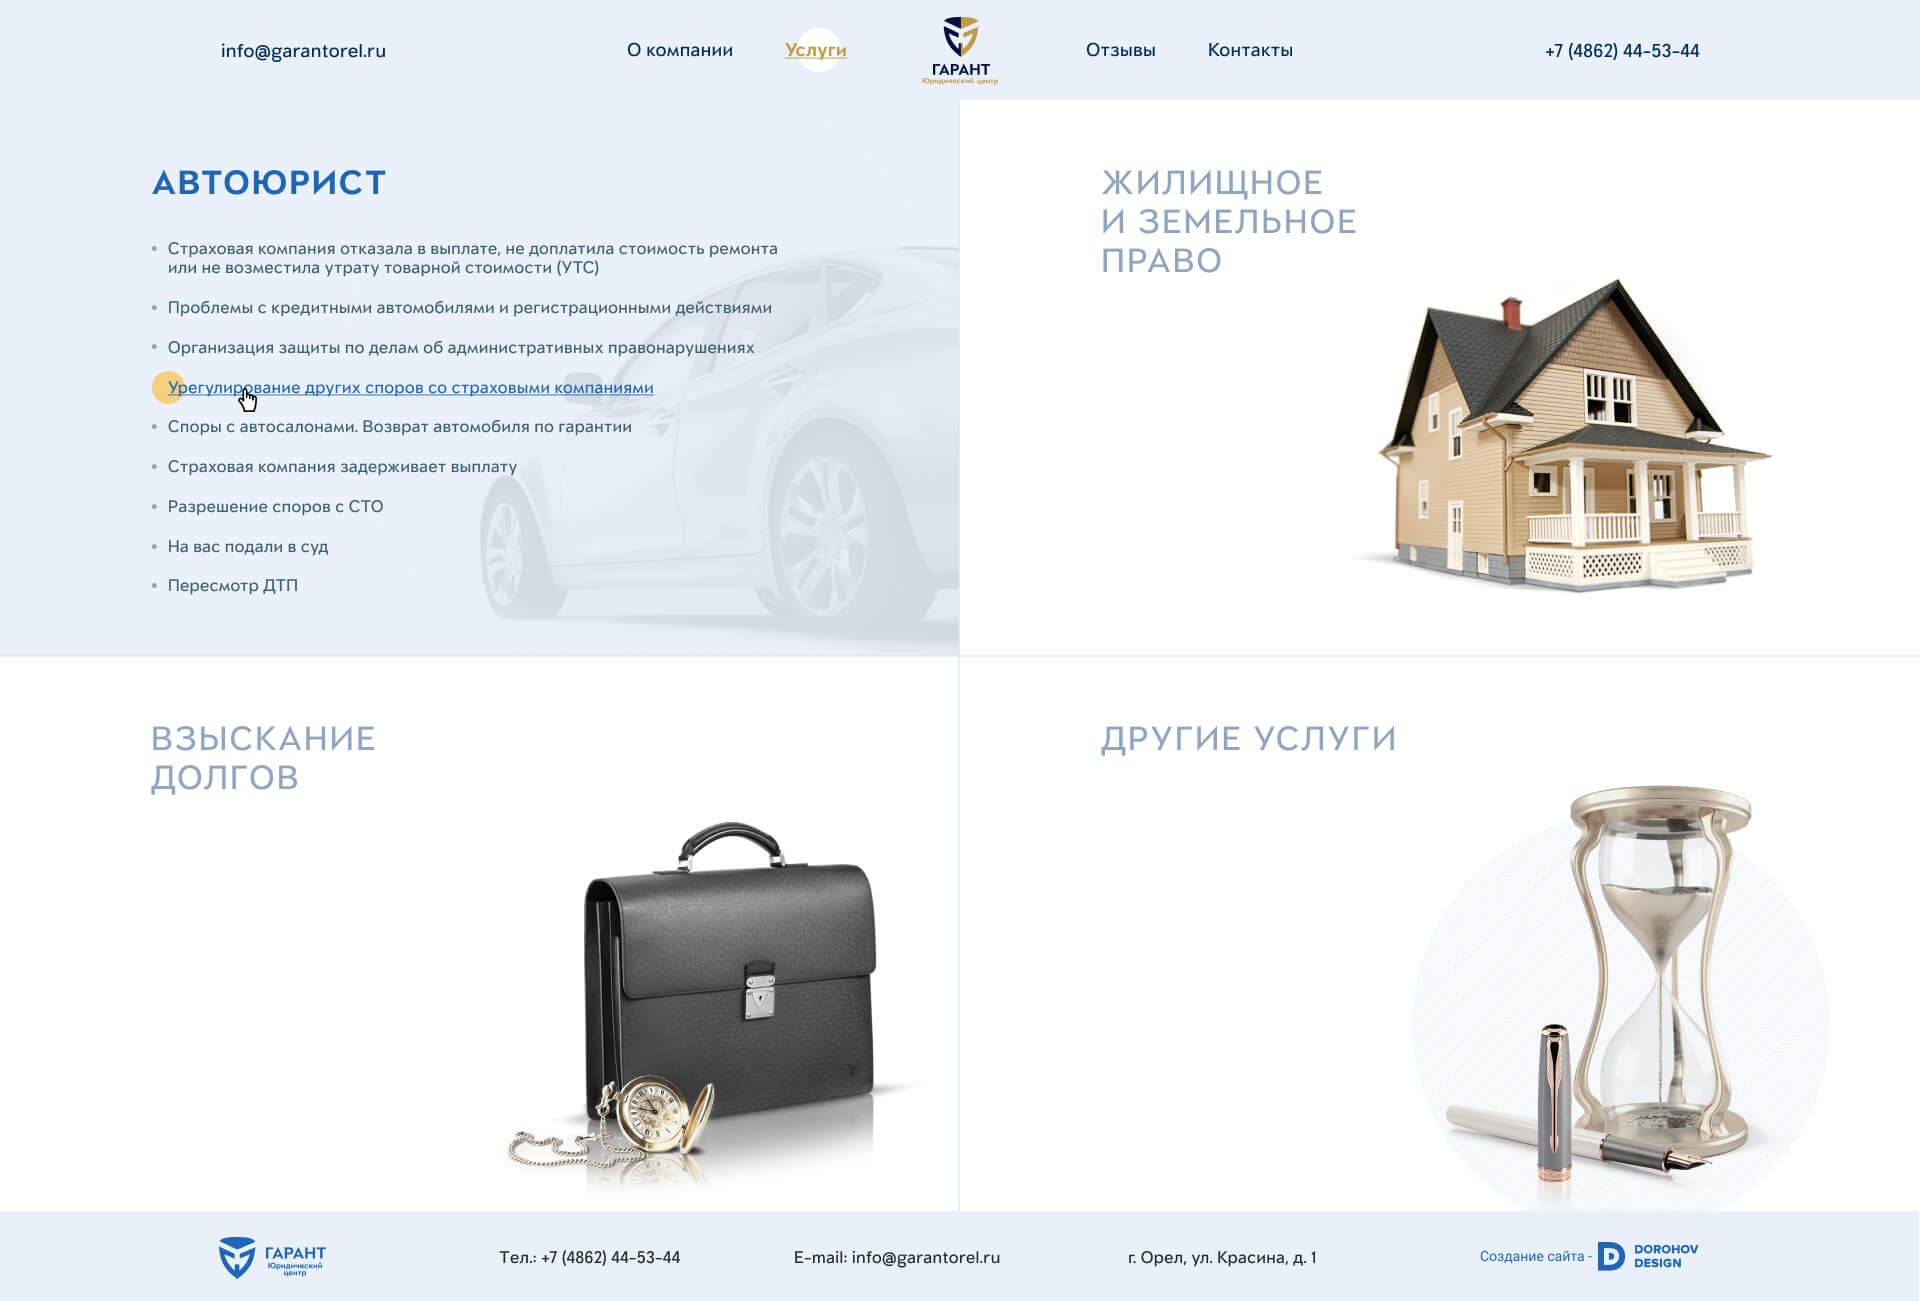 info@garantorel.ru
О компании
Услуги
ГАРАНТ
Юридический центр
Отзывы
Контакты
+7 (4862) 44-53-44
АВТОЮРИСТ
Страховая компания отказала в выплате, не доплатила стоимость ремонта
или не возместила утрату товарной стоимости (УТС)
Проблемы с кредитными автомобилями и регистрационными действиями
Организация защиты по делам об административных правонарушениях
Урегулирование других споров со страховыми компаниями
Споры с автосалонами. Возврат автомобиля по гарантии
Страховая компания задерживает выплату
Разрешение споров с СТО
На вас подали в суд
Пересмотр ДТП
ЖИЛИЩНОЕ
И ЗЕМЕЛЬНОЕ
ПРАВО
ВЗЫСКАНИЕ
ДОЛГОВ
ДРУГИЕ УСЛУГИ
ГАРАНТ
Юридический
центр
Тел.: +7 (4862) 44-53-44
E-mail: info@garantorel.ru
г. Орел, ул. Красина, д. 1
Создание сайта -
DOROHOV
DESIGN